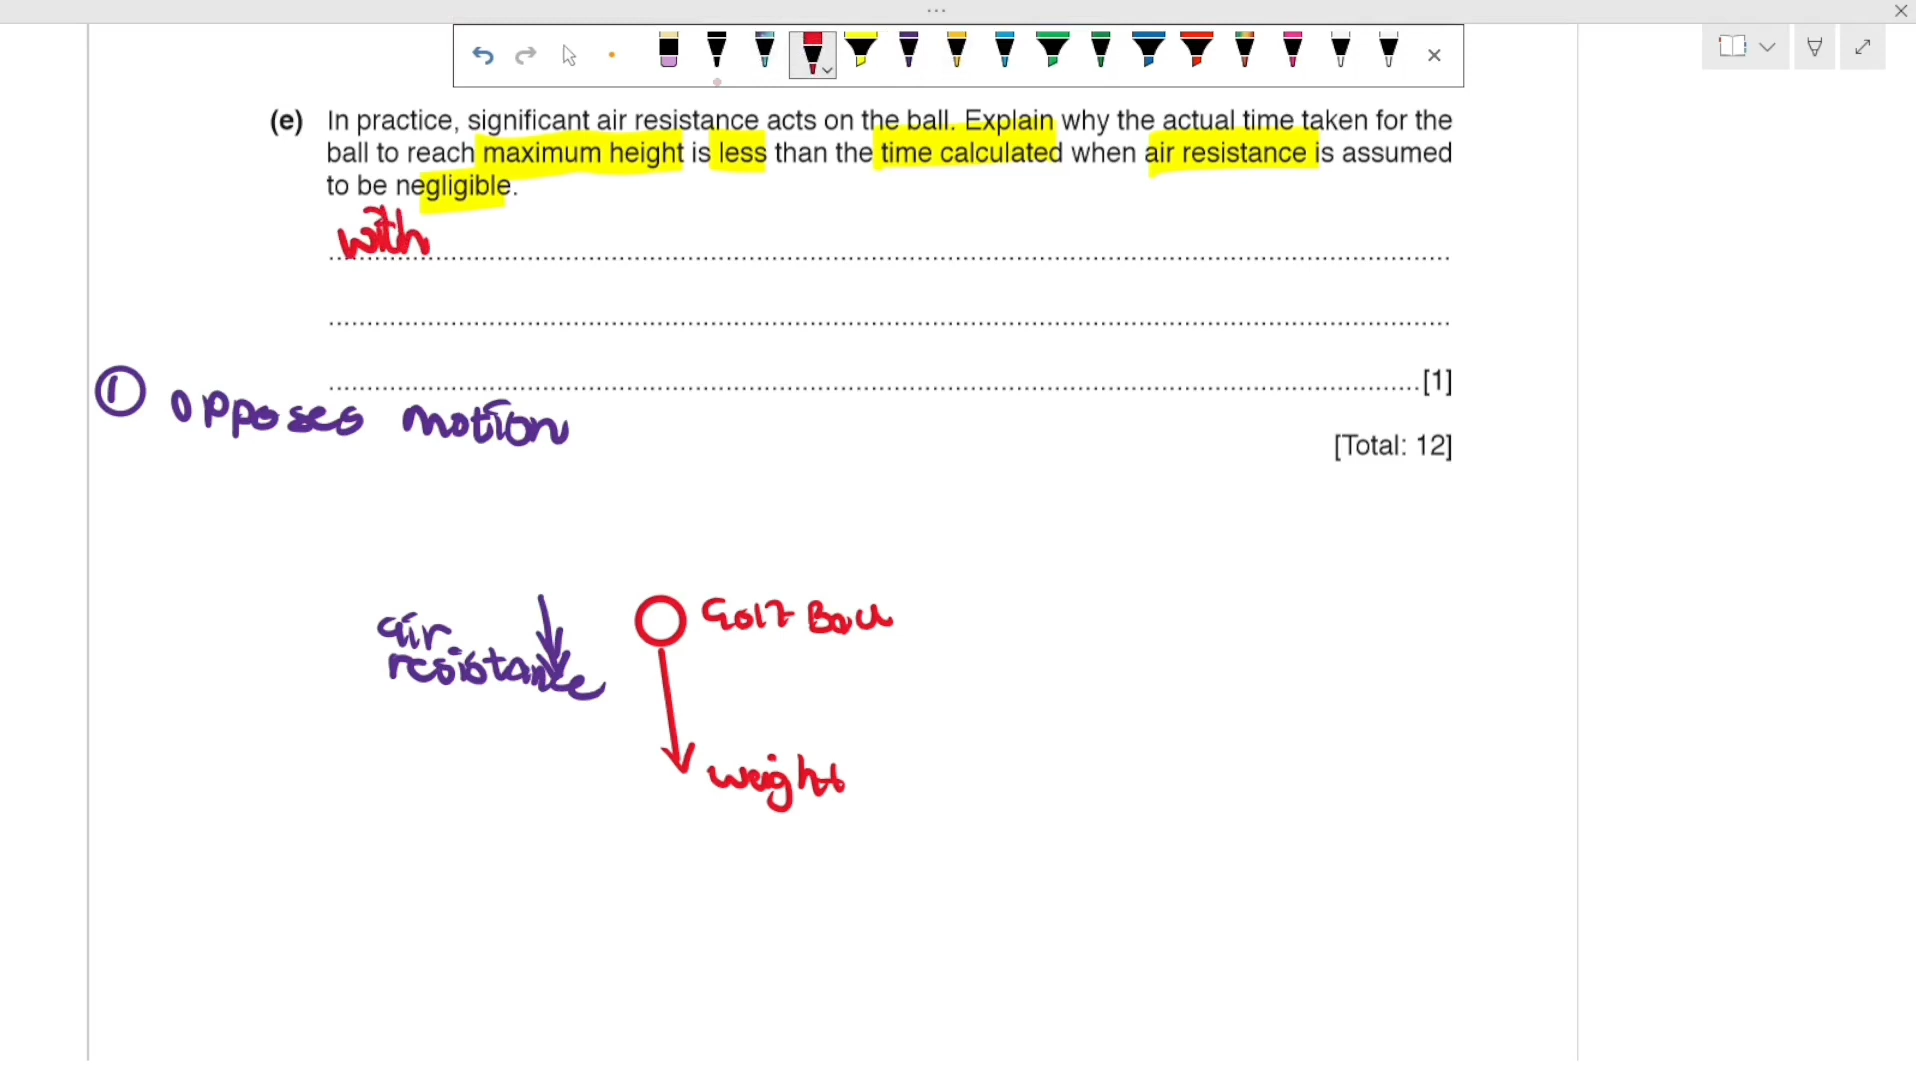 (e) In practice, significant air resistance acts on the ball. Explain why the actual time taken for the
ball to reach maximum height is less than the time calculated when air resistance is assumed
to be negligible.
with
[1]
① opposes motion
[Total: 12]
air
resistance
Golf Ball
weight